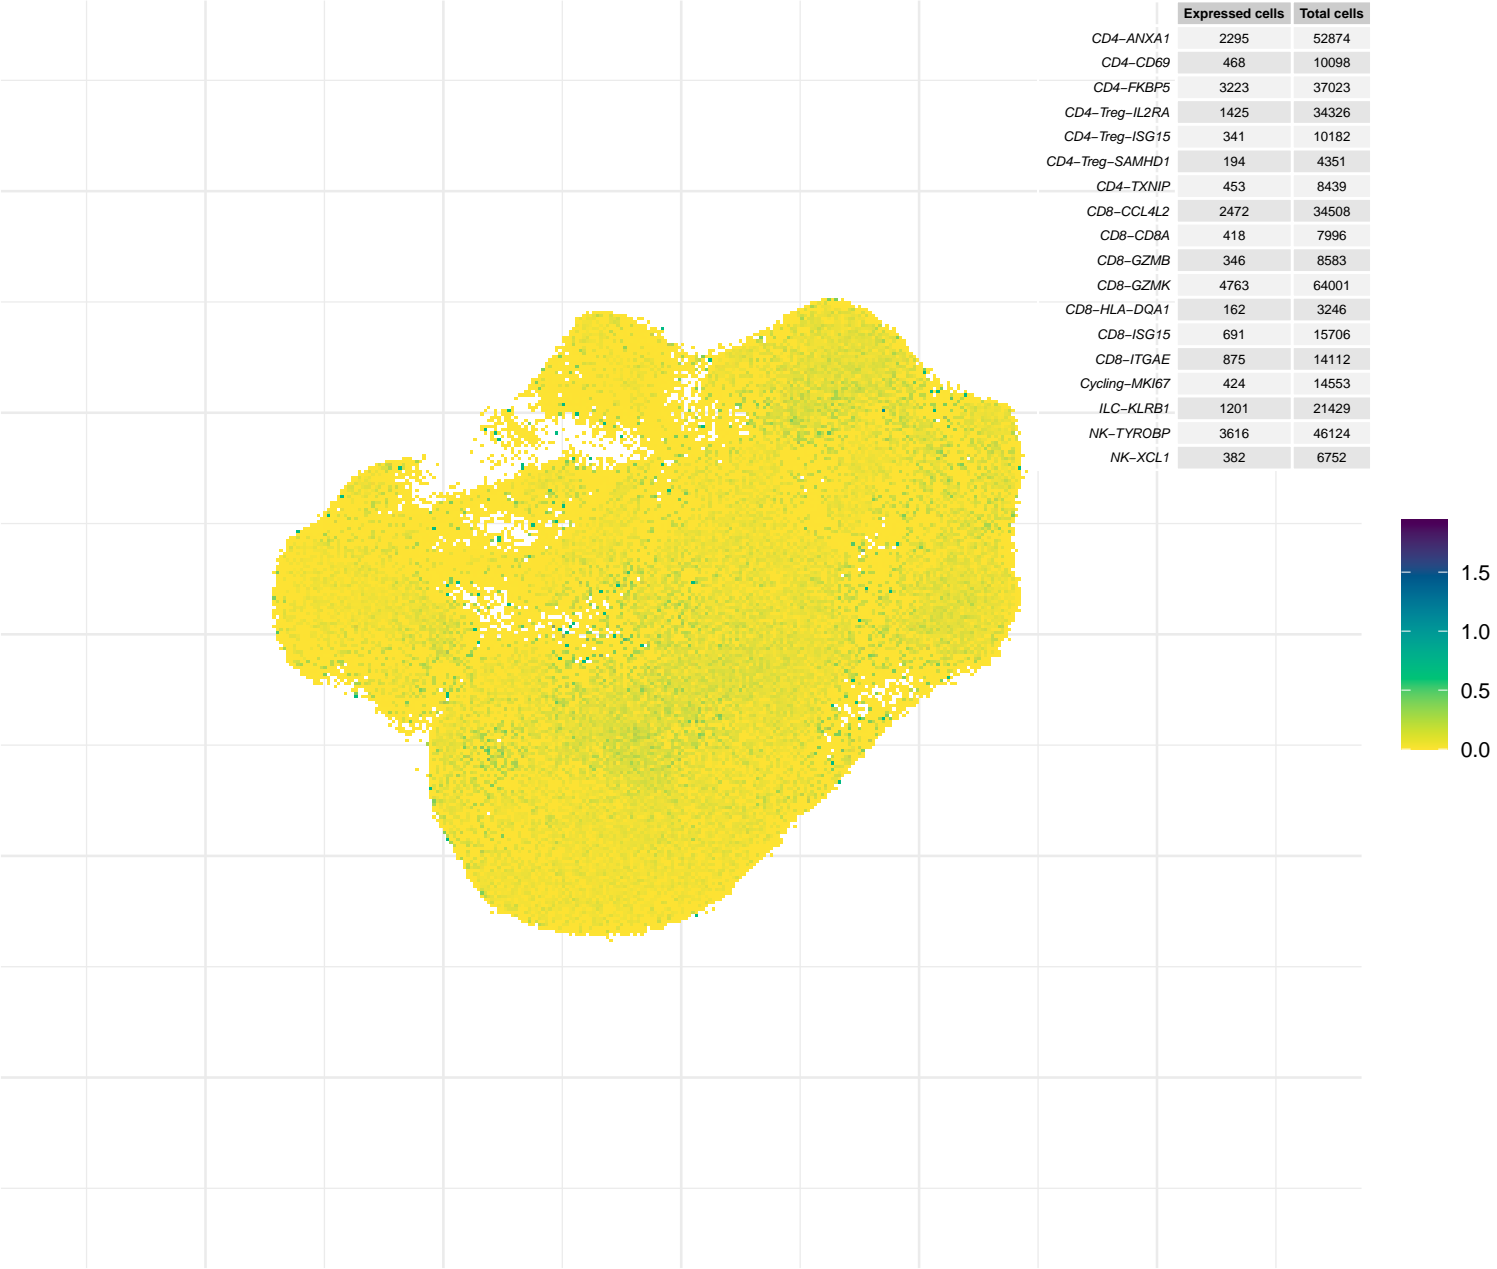 Expressed cells Total cells
CD4−ANXA1 2295 52874
CD4−CD69 468 10098
CD4−FKBP5 3223 37023
CD4−Treg−IL2RA 1425 34326
CD4−Treg−ISG15 341 10182
CD4−Treg−SAMHD1 194 4351
CD4−TXNIP 453 8439
CD8−CCL4L2 2472 34508
CD8−CD8A 418 7996
CD8−GZMB 346 8583
CD8−GZMK 4763 64001
CD8−HLA−DQA1 162 3246
CD8−ISG15 691 15706
CD8−ITGAE 875 14112
Cycling−MKI67 424 14553
ILC−KLRB1 1201 21429
NK−TYROBP 3616 46124
NK−XCL1 382 6752
1.5
1.0
0.5
0.0